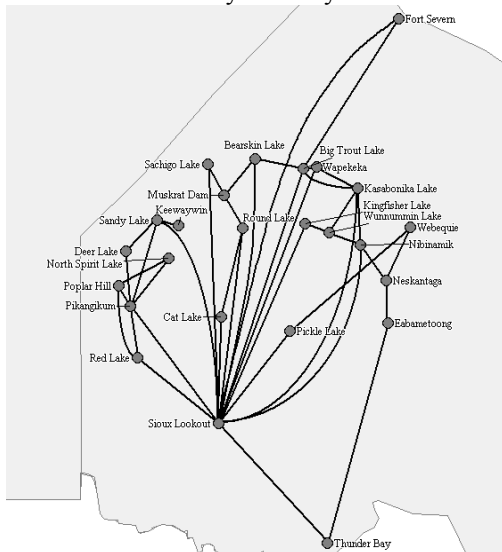 Fort Severn
Bearskin Lake
Big Trout Lake
Sachigo Lake
Wapekeka
Kasabonika Lake
Muskrat Dam
Kingfisher Lake
Keewaywin
Sandy Lake
Round Lake
Wunnummin Lake
Webequie
Nibinamik
Deer Lake
North Spirit Lake
Poplar Hill
Neskantaga
Pikangikum
Cat Lake
Pickle Lake
Eabametoong
Red Lake
Sioux Lookout
Thunder Bay